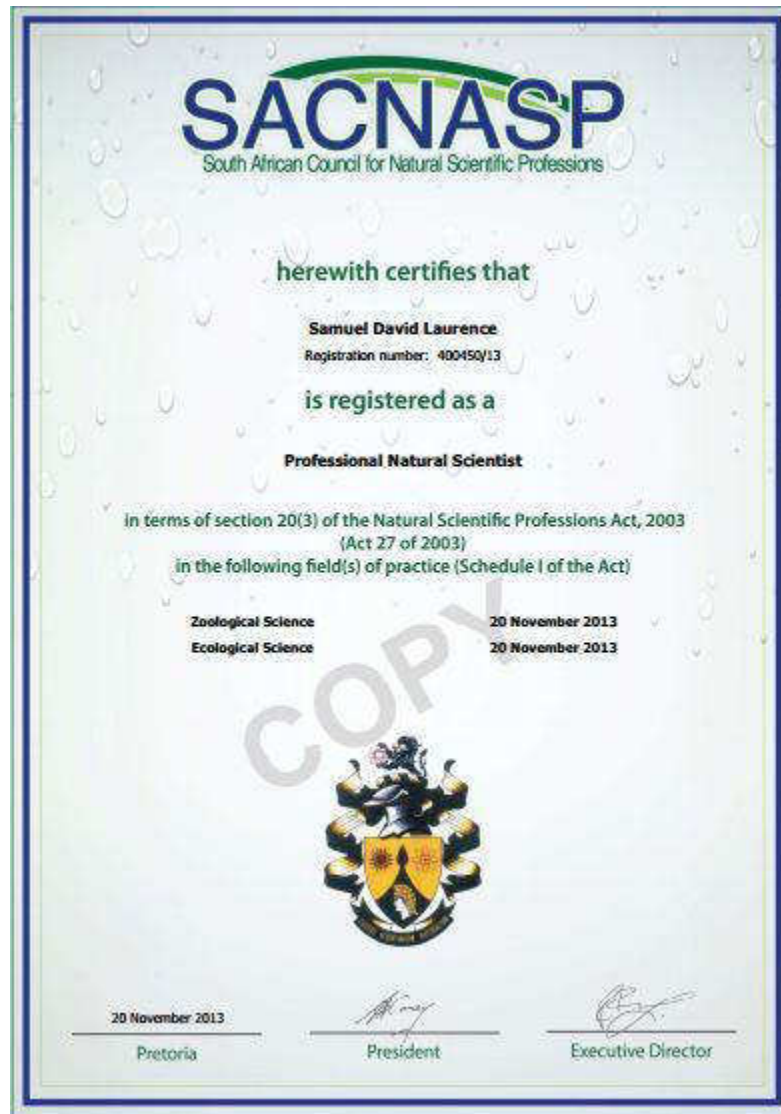 SACNASP
South African Council for Natural Scientific Professions
herewith certifies that
Samuel David Laurence
Registration number: 400450/13
is registered as a
Professional Natural Scientist
in terms of section 20(3) of the Natural Scientific Professions Act, 2003
(Act 27 of 2003)
in the following field(s) of practice (Schedule I of the Act)
Zoological Science 20 November 2013
Ecological Science 20 November 2013
COPY
20 November 2013
Pretoria President Executive Director